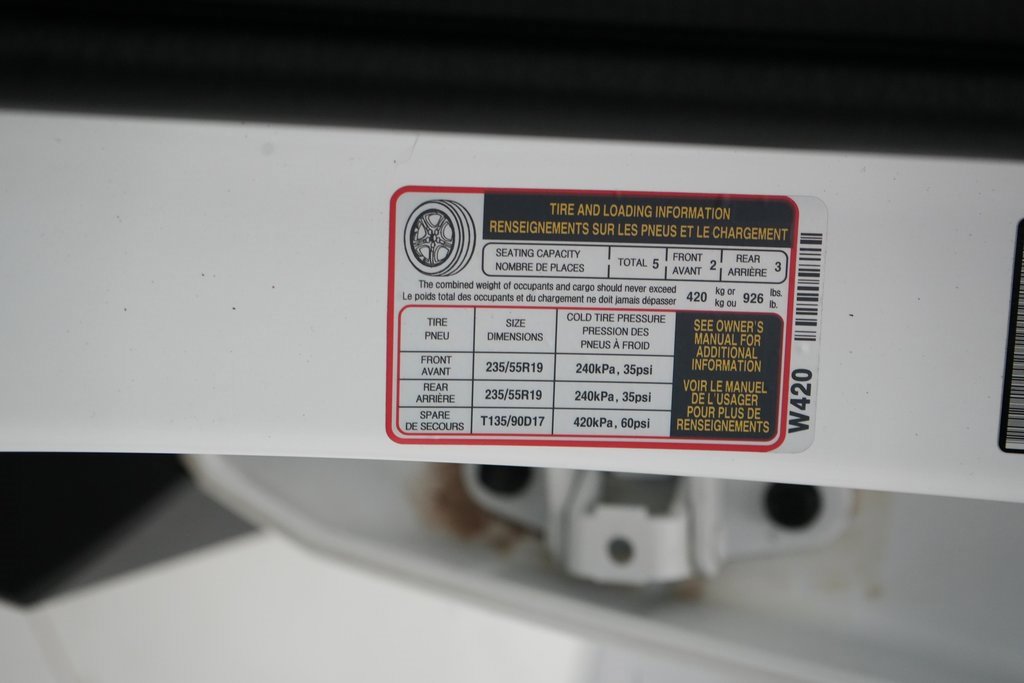 TIRE AND LOADING INFORMATION
RENSEIGNEMENTS SUR LES PNEUS ET LE CHARGEMENT
SEATING CAPACITY
NOMBRE DE PLACES
TOTAL 5
FRONT
AVANT 2
REAR
ARRIÈRE 3
The combined weight of occupants and cargo should never exceed
Le poids total des occupants et du chargement ne doit jamais dépasser
420 kg or kg ou 926 lbs. lb.
TIRE
PNEU
SIZE
DIMENSIONS
COLD TIRE PRESSURE
PRESSION DES
PNEUS À FROID
FRONT
AVANT
235/55R19
240kPa, 35psi
REAR
ARRIÈRE
235/55R19
240kPa, 35psi
SPARE
DE SECOURS
T135/90D17
420kPa, 60psi
SEE OWNER'S
MANUAL FOR
ADDITIONAL
INFORMATION
VOIR LE MANUEL
DE L'USAGER
POUR PLUS DE
RENSEIGNEMENTS
W420